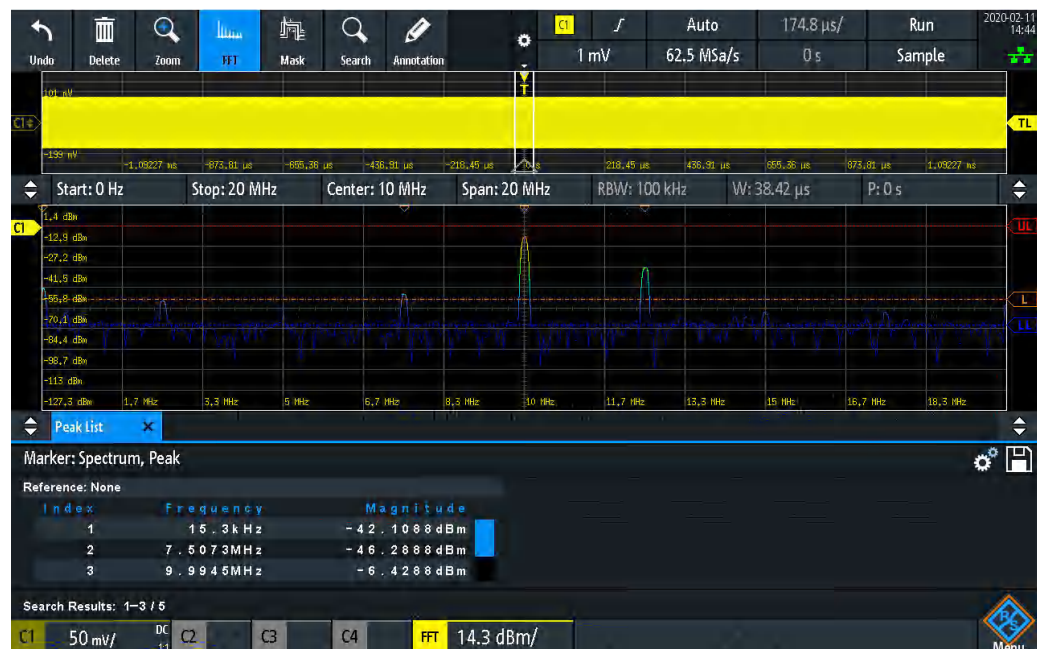 C1 Auto 174.8 µs/ Run 2020-02-11
14:44
Undo Delete Zoom FFT Mask Search Annotation 1 mV 62.5 MSa/s 0 s Sample
101 mV
T
C1 TL
-199 mV
-1,09227 ms -873,81 µs -655,36 µs -436,91 µs -218,45 µs 0 s 218,45 µs 436,91 µs 655,36 µs 873,81 µs 1,09227 ms
Start: 0 Hz Stop: 20 MHz Center: 10 MHz Span: 20 MHz RBW: 100 kHz W: 38.42 µs P: 0 s
1,4 dBm
C1 UL
-12,9 dBm
-27,2 dBm
-41,5 dBm
-55,8 dBm L
-70,1 dBm LL
-84,4 dBm
-98,7 dBm
-113 dBm
-127,3 dBm 1,7 MHz 3,3 MHz 5 MHz 6,7 MHz 8,3 MHz 10 MHz 11,7 MHz 13,3 MHz 15 MHz 16,7 MHz 18,3 MHz
Peak List
Marker: Spectrum, Peak
Reference: None
Index Frequency Magnitude
1 15.3kHz -42.1088dBm
2 7.5073MHz -46.2888dBm
3 9.9945MHz -6.4288dBm
Search Results: 1–3 / 5
C1 50 mV/ DC 1:1 C2 C3 C4 FFT 14.3 dBm/ R&S
Menu